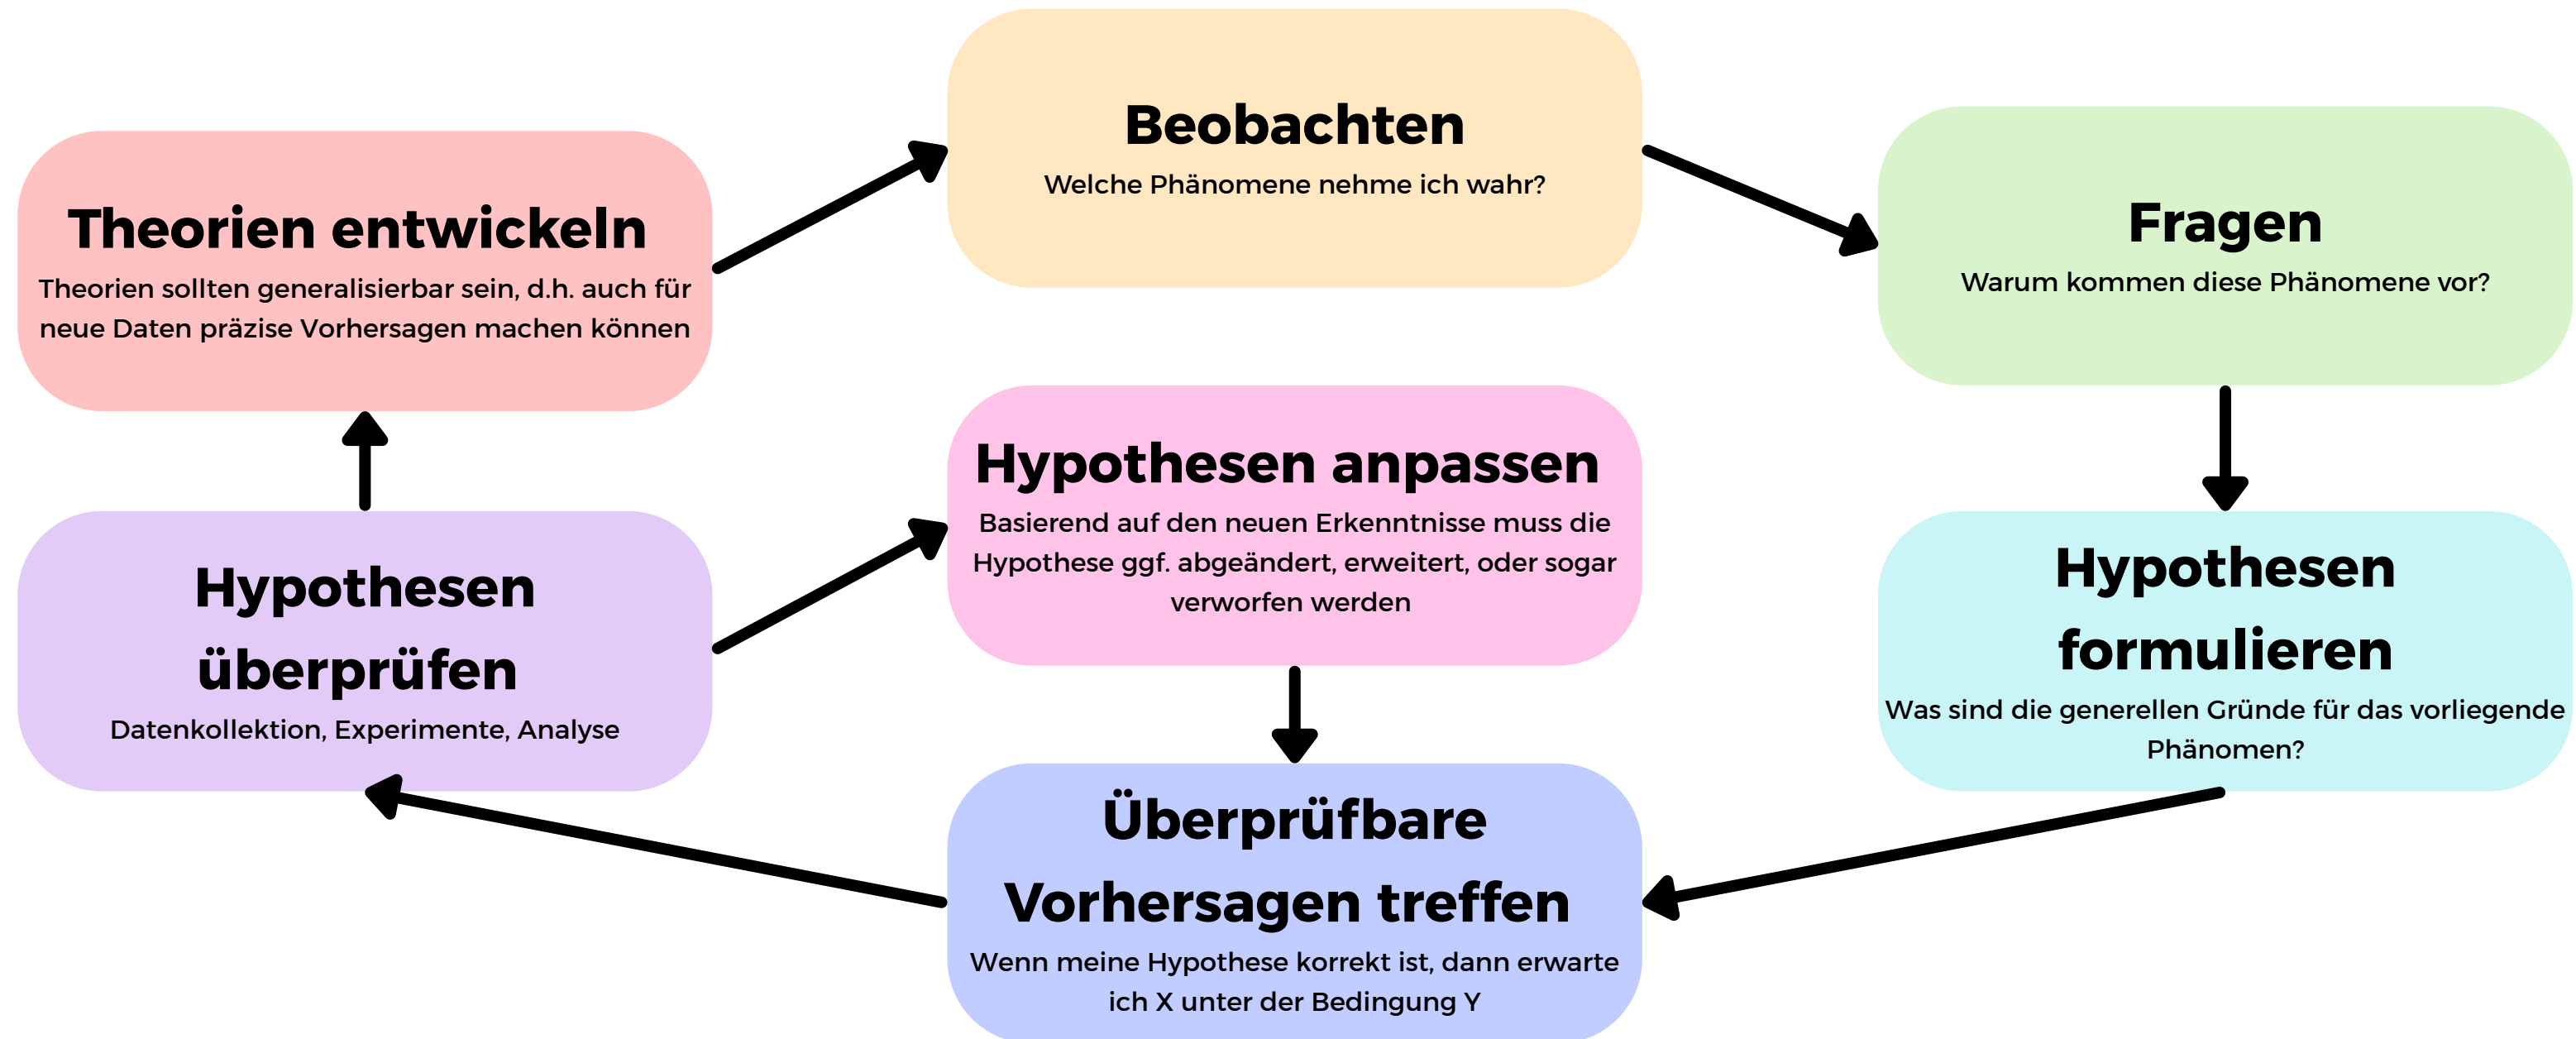 Beobachten
Welche Phänomene nehme ich wahr?
Fragen
Warum kommen diese Phänomene vor?
Theorien entwickeln
Theorien sollten generalisierbar sein, d.h. auch für
neue Daten präzise Vorhersagen machen können
Hypothesen anpassen
Basierend auf den neuen Erkenntnisse muss die
Hypothese ggf. abgeändert, erweitert, oder sogar
verworfen werden
Hypothesen
formulieren
Was sind die generellen Gründe für das vorliegende
Phänomen?
Hypothesen
überprüfen
Datenkollektion, Experimente, Analyse
Überprüfbare
Vorhersagen treffen
Wenn meine Hypothese korrekt ist, dann erwarte
ich X unter der Bedingung Y